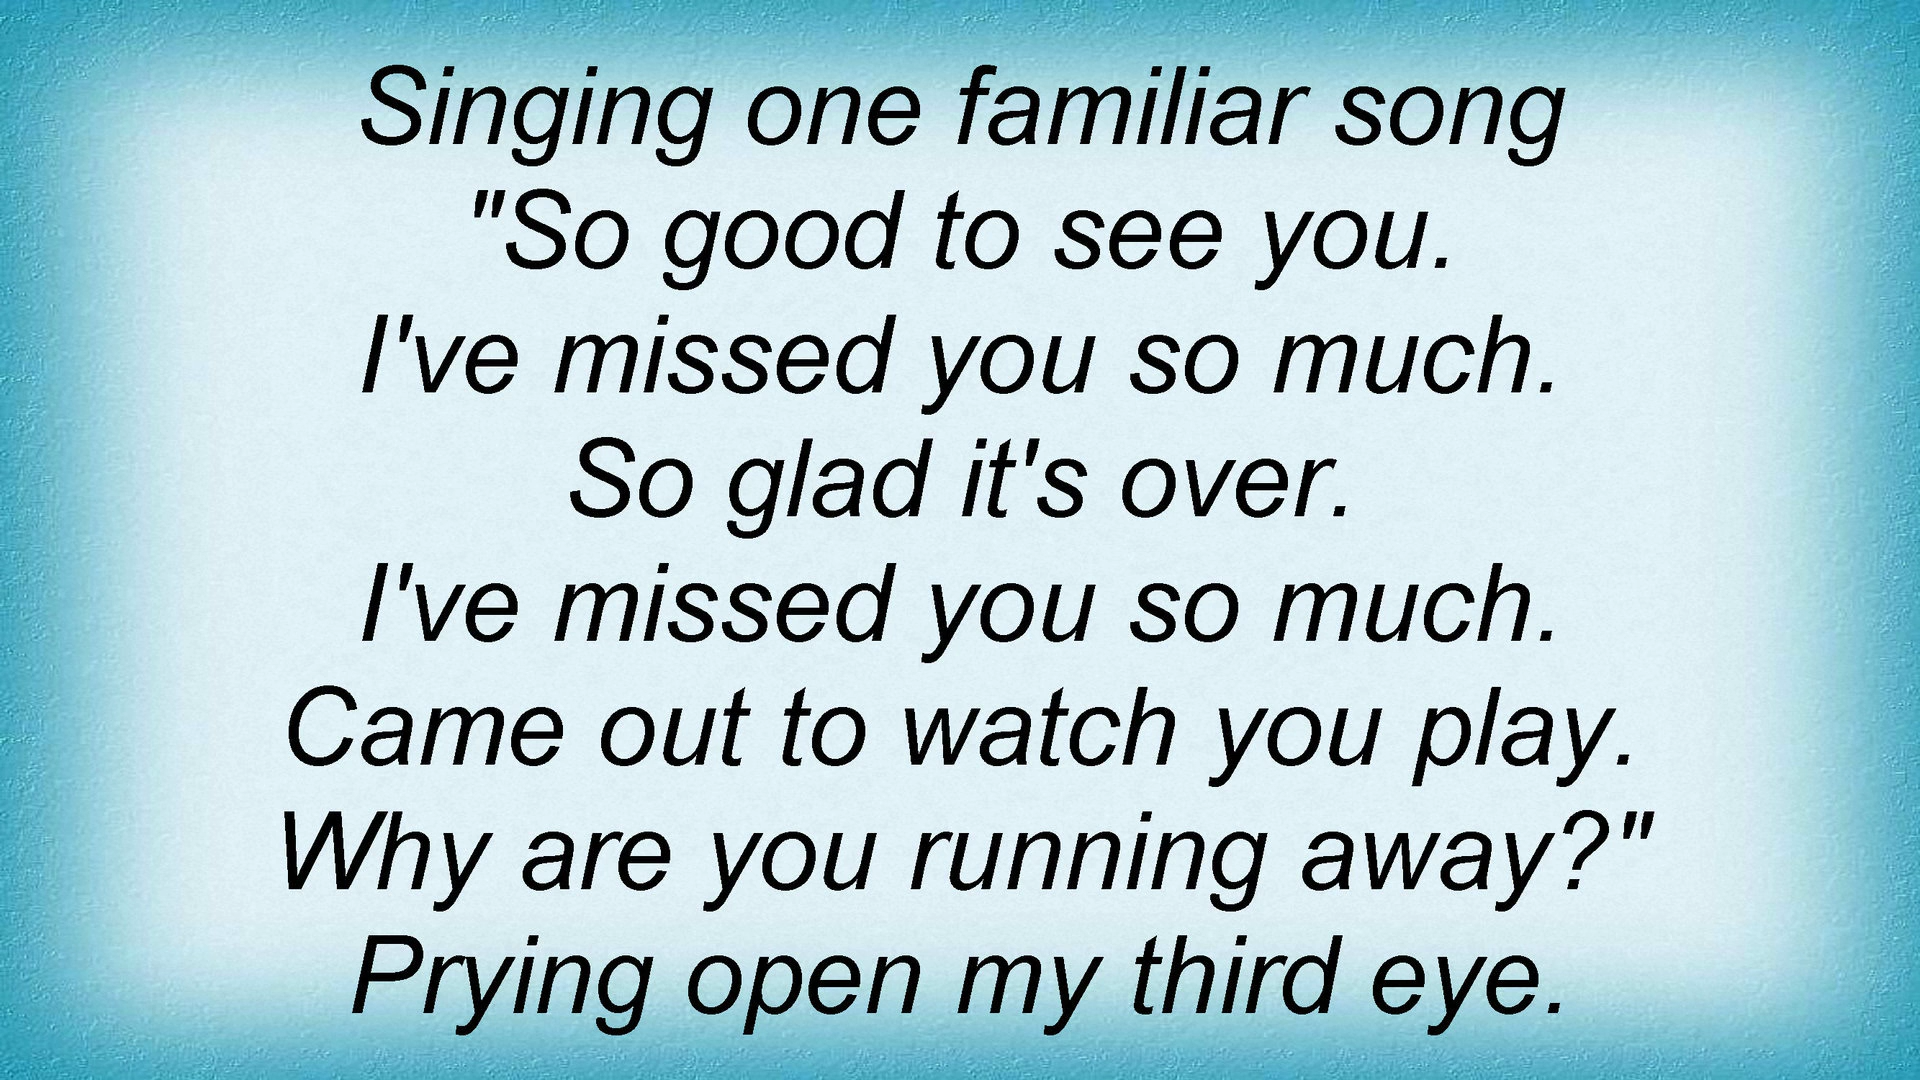 Singing one familiar song
"So good to see you.
I've missed you so much.
So glad it's over.
I've missed you so much.
Came out to watch you play.
Why are you running away?"
Prying open my third eye.